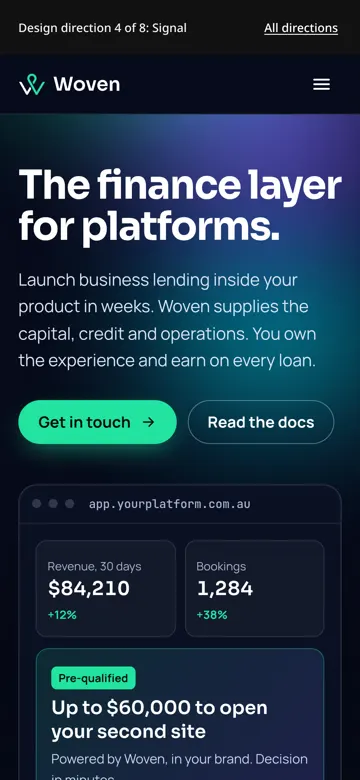 Design direction 4 of 8: Signal
All directions
Woven
The finance layer
for platforms.
Launch business lending inside your
product in weeks. Woven supplies the
capital, credit and operations. You own
the experience and earn on every loan.
Get in touch →
Read the docs
app.yourplatform.com.au
Revenue, 30 days
$84,210
+12%
Bookings
1,284
+38%
Pre-qualified
Up to $60,000 to open
your second site
Powered by Woven, in your brand. Decision
in minutes.